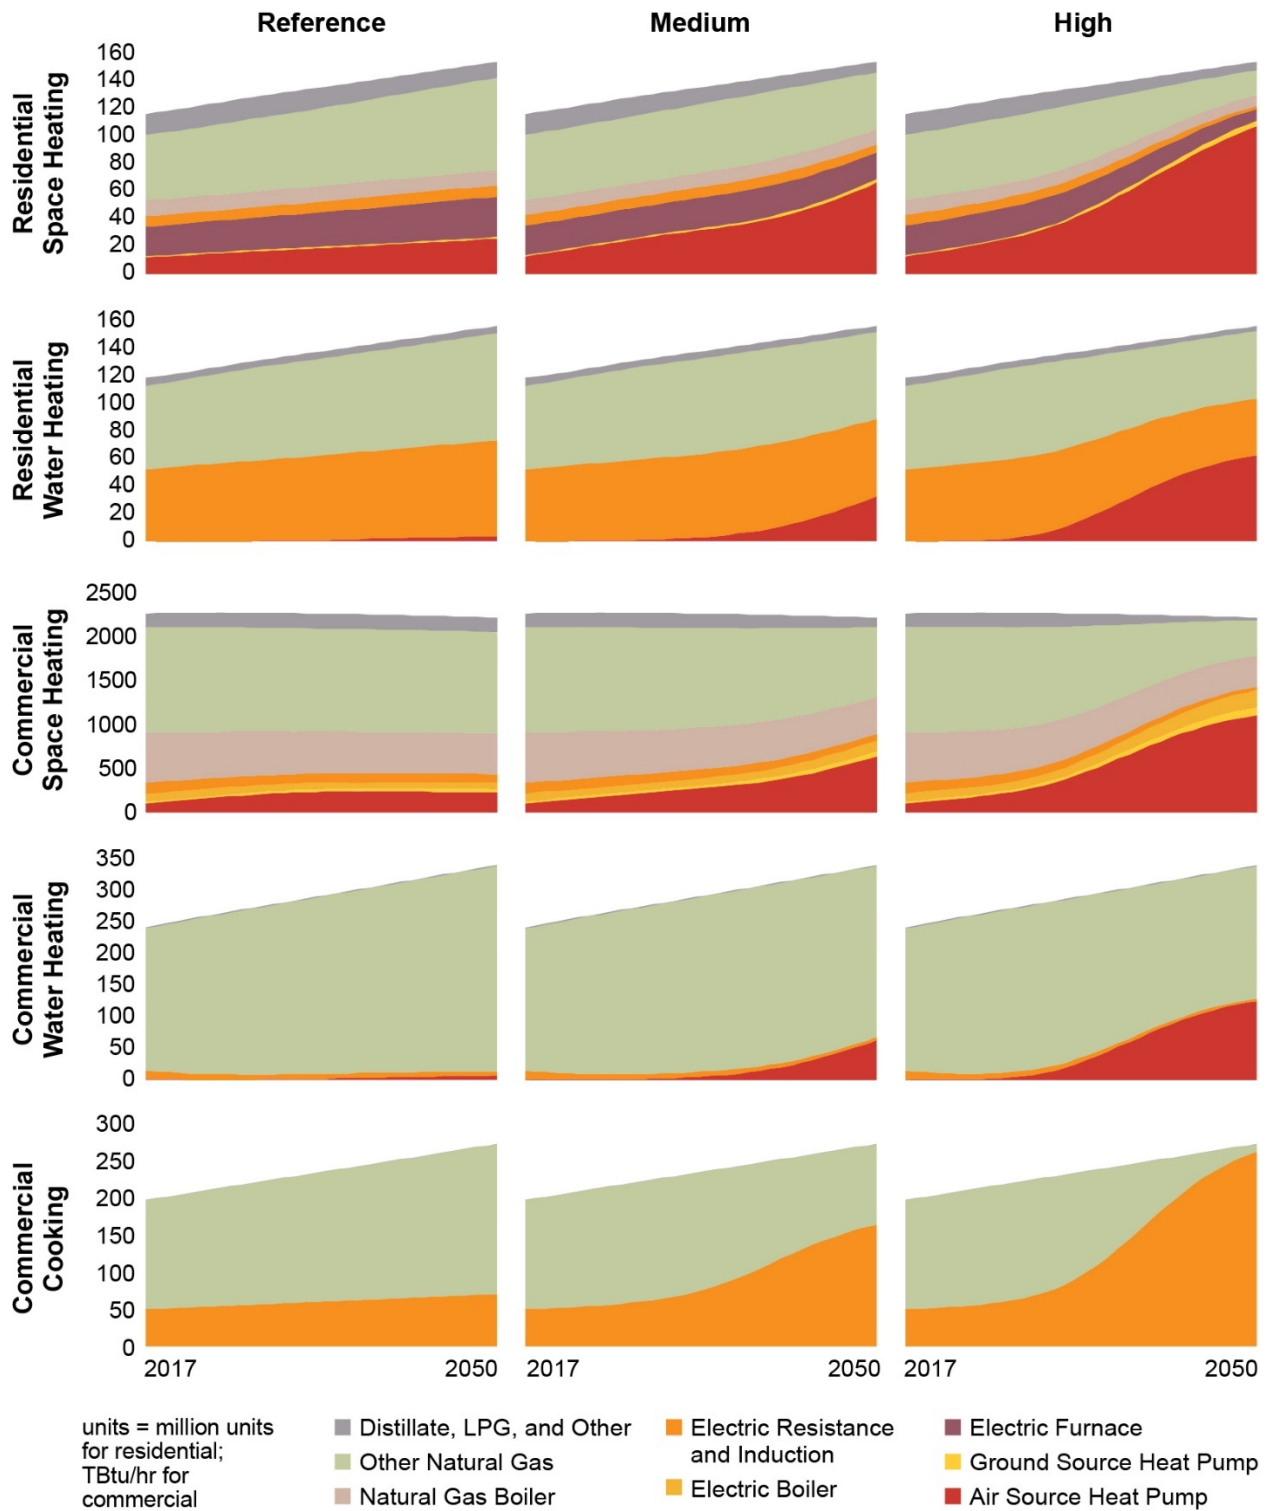 Reference Medium High
Residential
Space Heating
160
140
120
100
80
60
40
20
0
Residential
Water Heating
160
140
120
100
80
60
40
20
0
Commercial
Space Heating
2500
2000
1500
1000
500
0
Commercial
Water Heating
350
300
250
200
150
100
50
0
Commercial
Cooking
300
250
200
150
100
50
0
2017 2050 2017 2050 2017 2050
units = million units
for residential;
TBtu/hr for
commercial
Distillate, LPG, and Other
Other Natural Gas
Natural Gas Boiler
Electric Resistance
and Induction
Electric Boiler
Electric Furnace
Ground Source Heat Pump
Air Source Heat Pump